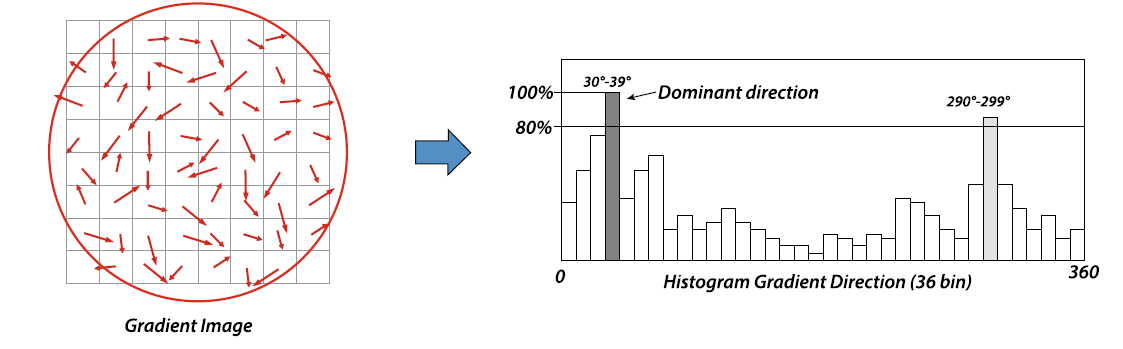 30°-39°
100%
Dominant direction
290°-299°
80%
0
360
Histogram Gradient Direction (36 bin)
Gradient Image